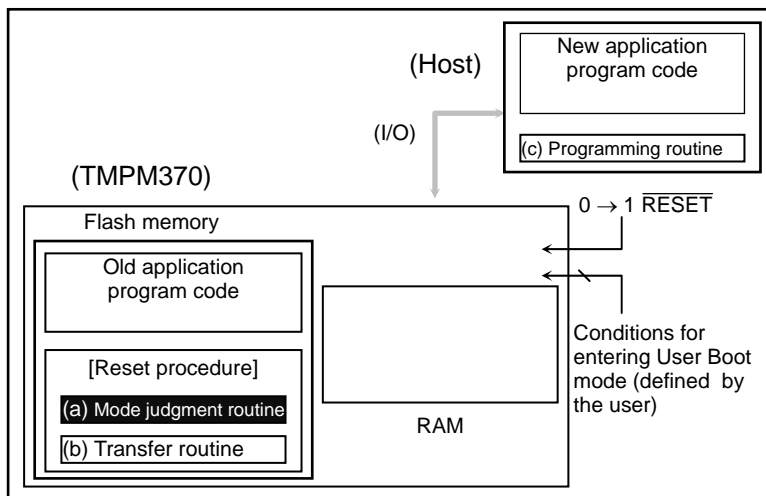 New application
program code
(Host)
(I/O)
(c) Programming routine
(TMPM370)
0 → 1 RESET
Flash memory
Old application
program code
[Reset procedure]
(a) Mode judgment routine
(b) Transfer routine
RAM
Conditions for
entering User Boot
mode (defined by
the user)